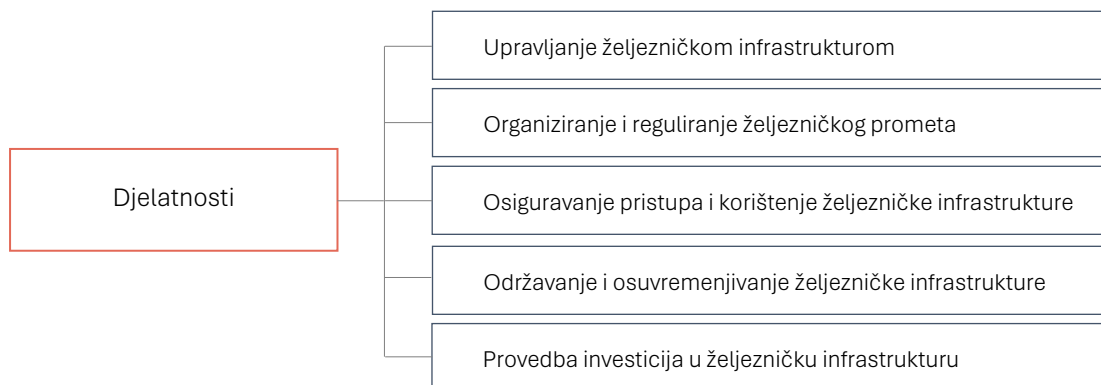 Upravljanje željezničkom infrastrukturom
Organiziranje i reguliranje željezničkog prometa
Djelatnosti
Osiguravanje pristupa i korištenje željezničke infrastrukture
Održavanje i osuvremenjivanje željezničke infrastrukture
Provedba investicija u željezničku infrastrukturu